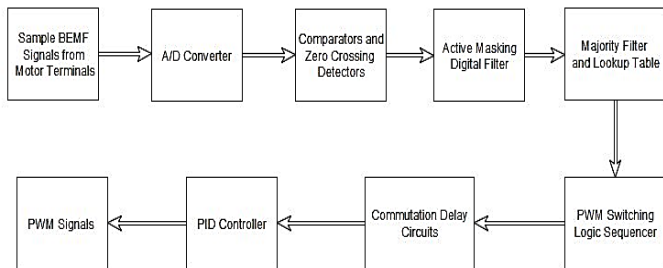 Sample BEMF
Signals from
Motor Terminals
A/D Converter
Comparators and
Zero Crossing
Detectors
Active Masking
Digital Filter
Majority Filter
and Lookup Table
PWM Switching
Logic Sequencer
Commutation Delay
Circuits
PID Controller
PWM Signals